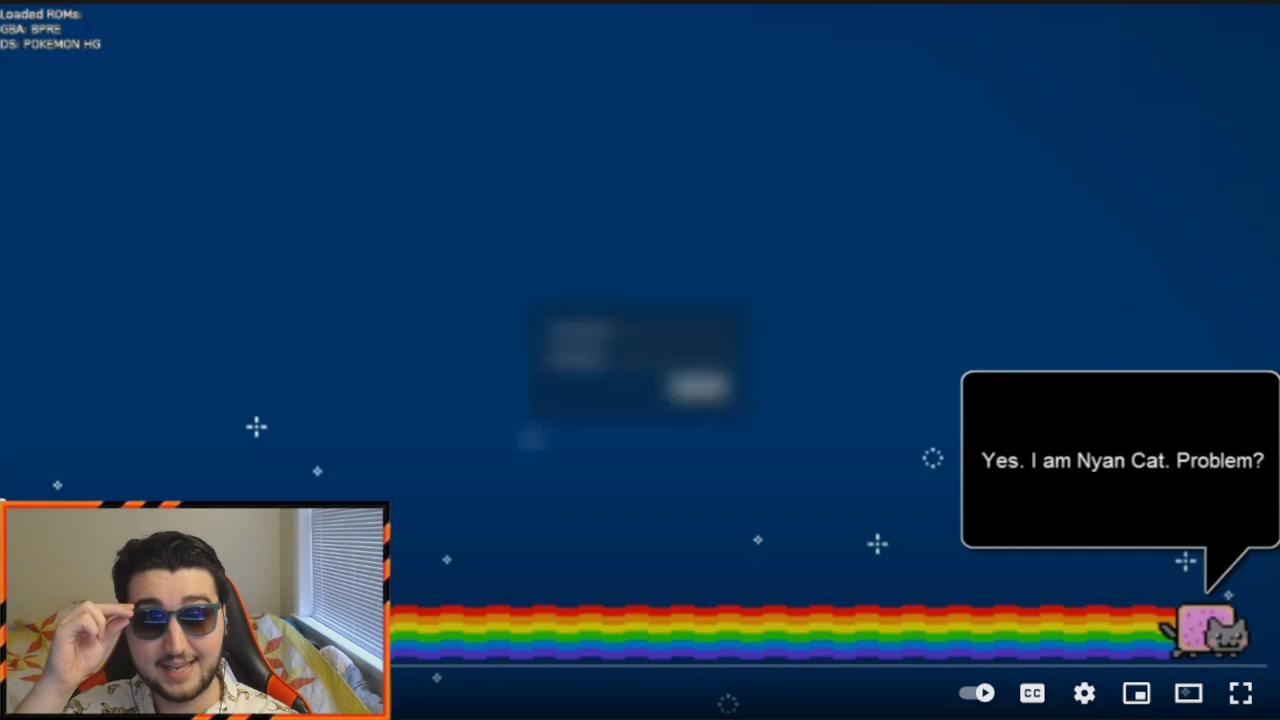 Loaded ROMs:
GBA: BPRE
DS: POKEMON HG
Yes. I am Nyan Cat. Problem?
CC